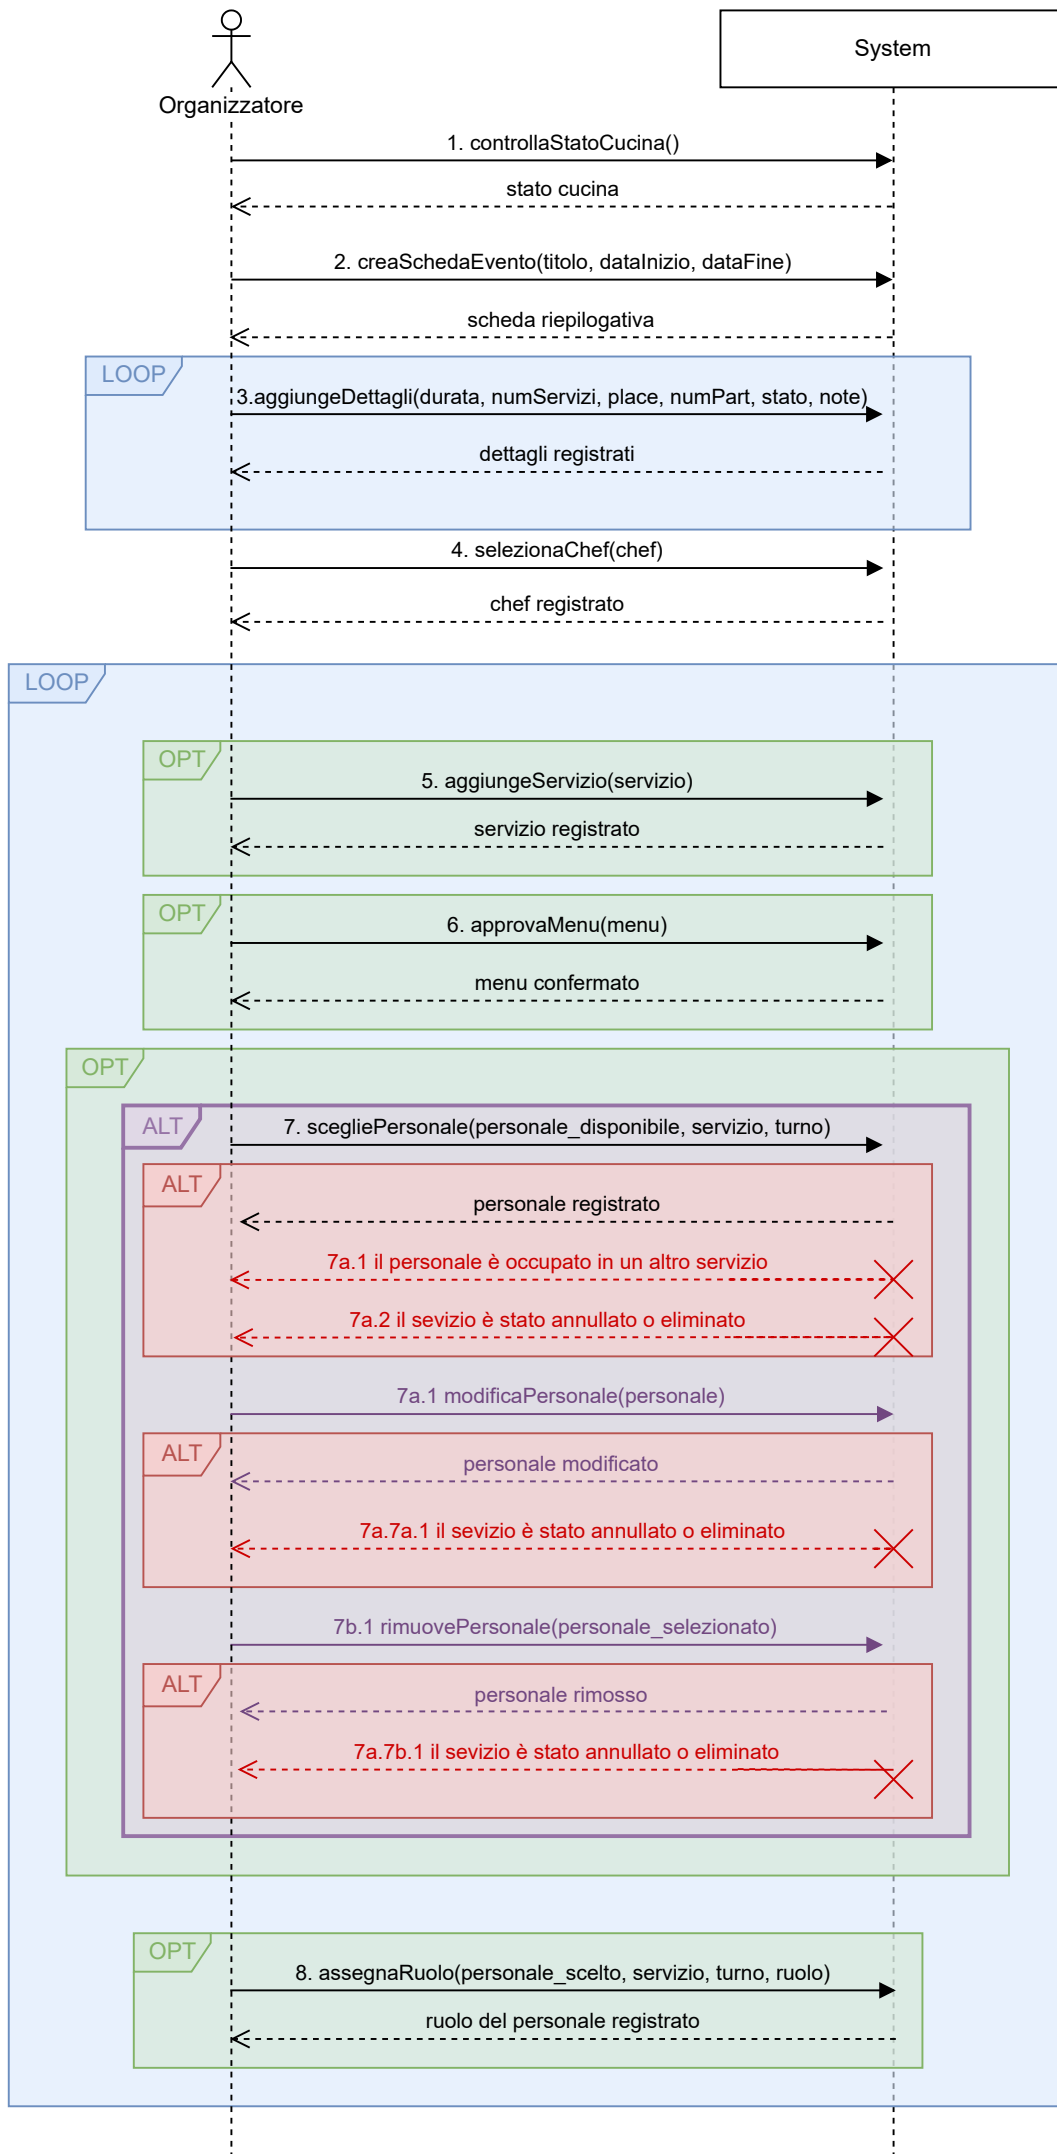 System
Organizzatore
1. controllaStatoCucina()
stato cucina
2. creaSchedaEvento(titolo, dataInizio, dataFine)
scheda riepilogativa
LOOP
3.aggiungeDettagli(durata, numServizi, place, numPart, stato, note)
dettagli registrati
4. selezionaChef(chef)
chef registrato
LOOP
OPT
5. aggiungeServizio(servizio)
servizio registrato
OPT
6. approvaMenu(menu)
menu confermato
OPT
ALT
7. scegliePersonale(personale_disponibile, servizio, turno)
ALT
personale registrato
7a.1 il personale è occupato in un altro servizio
7a.2 il sevizio è stato annullato o eliminato
7a.1 modificaPersonale(personale)
ALT
personale modificato
7a.7a.1 il sevizio è stato annullato o eliminato
7b.1 rimuovePersonale(personale_selezionato)
ALT
personale rimosso
7a.7b.1 il sevizio è stato annullato o eliminato
OPT
8. assegnaRuolo(personale_scelto, servizio, turno, ruolo)
ruolo del personale registrato